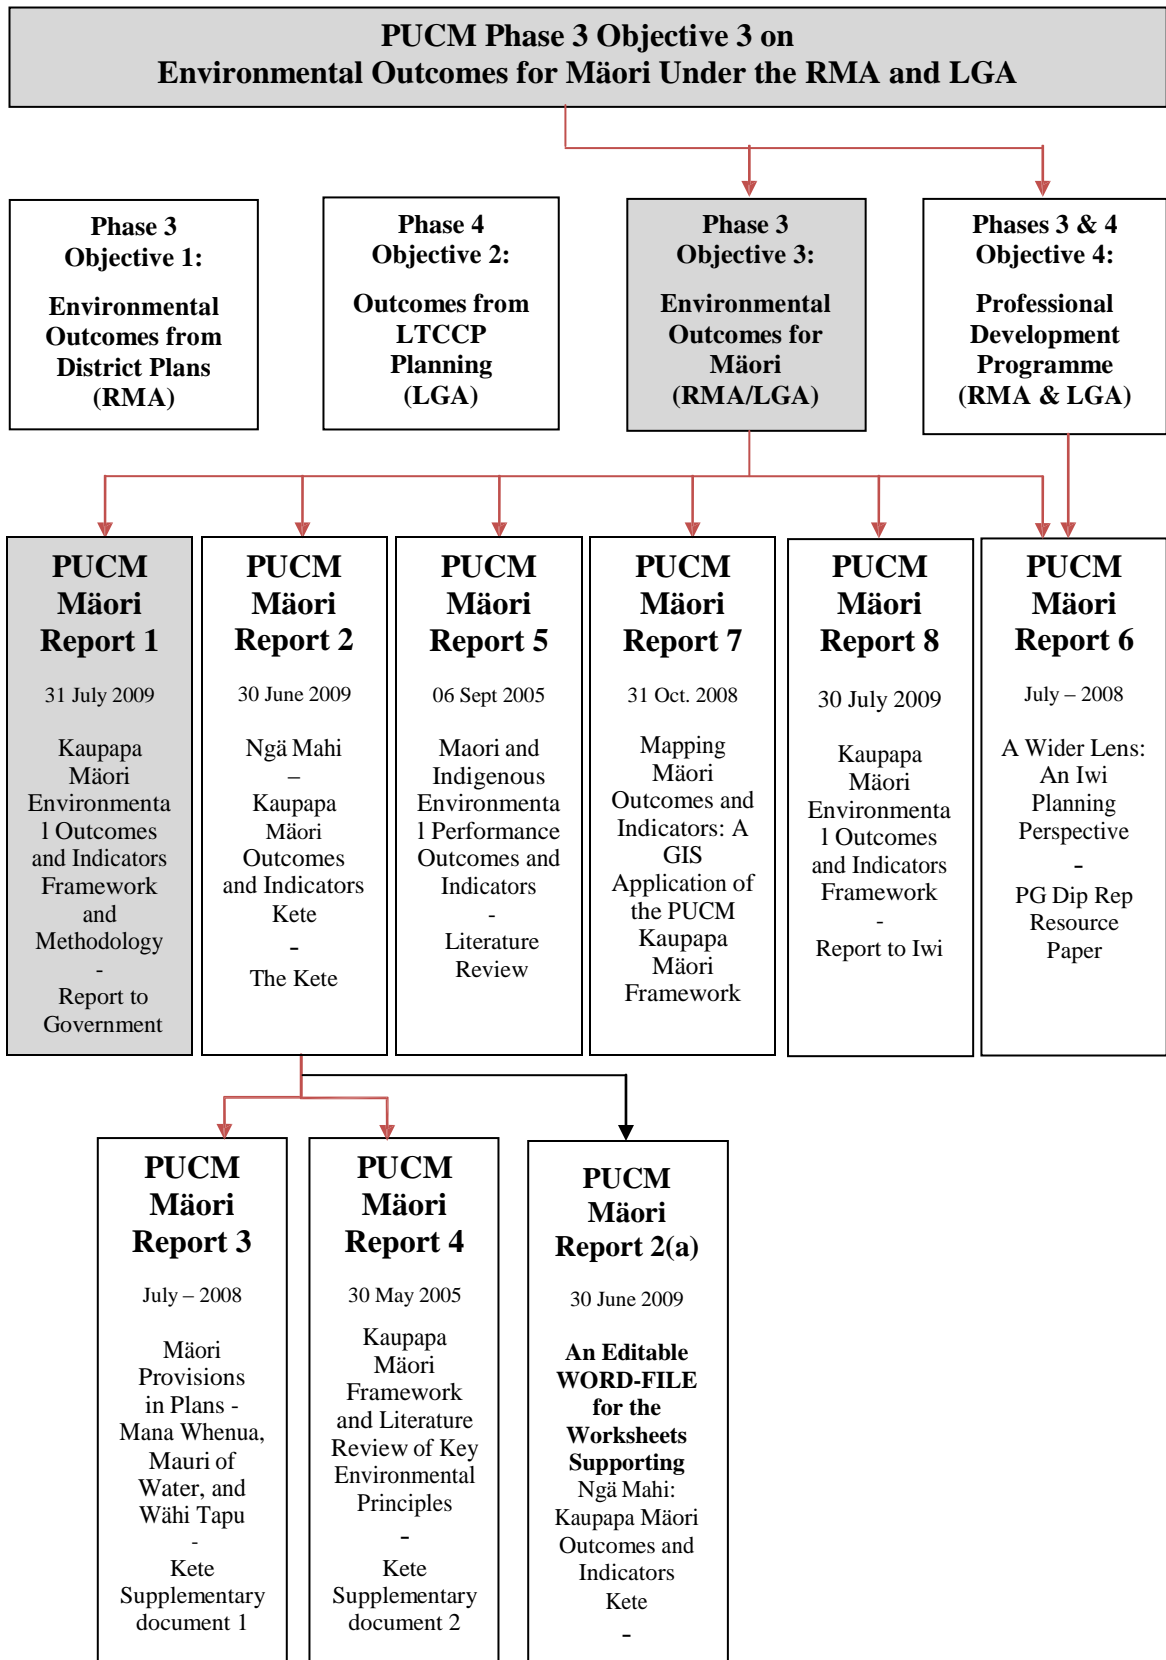 PUCM Phase 3 Objective 3 on
Environmental Outcomes for Mäori Under the RMA and LGA
Phase 3
Objective 1:
Environmental
Outcomes from
District Plans
(RMA)
Phase 4
Objective 2:
Outcomes from
LTCCP
Planning
(LGA)
Phase 3
Objective 3:
Environmental
Outcomes for
Mäori
(RMA/LGA)
Phases 3 & 4
Objective 4:
Professional
Development
Programme
(RMA & LGA)
PUCM
Mäori
Report 1
31 July 2009
Kaupapa
Mäori
Environmenta
l Outcomes
and Indicators
Framework
and
Methodology
-
Report to
Government
PUCM
Mäori
Report 2
30 June 2009
Ngä Mahi
–
Kaupapa
Mäori
Outcomes
and Indicators
Kete
-
The Kete
PUCM
Mäori
Report 5
06 Sept 2005
Maori and
Indigenous
Environmenta
l Performance
Outcomes and
Indicators
-
Literature
Review
PUCM
Mäori
Report 7
31 Oct. 2008
Mapping
Mäori
Outcomes and
Indicators: A
GIS
Application of
the PUCM
Kaupapa
Mäori
Framework
PUCM
Mäori
Report 8
30 July 2009
Kaupapa
Mäori
Environmenta
l Outcomes
and Indicators
Framework
-
Report to Iwi
PUCM
Mäori
Report 6
July – 2008
A Wider Lens:
An Iwi
Planning
Perspective
-
PG Dip Rep
Resource
Paper
PUCM
Mäori
Report 3
July – 2008
Mäori
Provisions
in Plans -
Mana Whenua,
Mauri of
Water, and
Wähi Tapu
-
Kete
Supplementary
document 1
PUCM
Mäori
Report 4
30 May 2005
Kaupapa
Mäori
Framework
and Literature
Review of Key
Environmental
Principles
-
Kete
Supplementary
document 2
PUCM
Mäori
Report 2(a)
30 June 2009
An Editable
WORD-FILE
for the
Worksheets
Supporting
Ngä Mahi:
Kaupapa Mäori
Outcomes and
Indicators
Kete
-